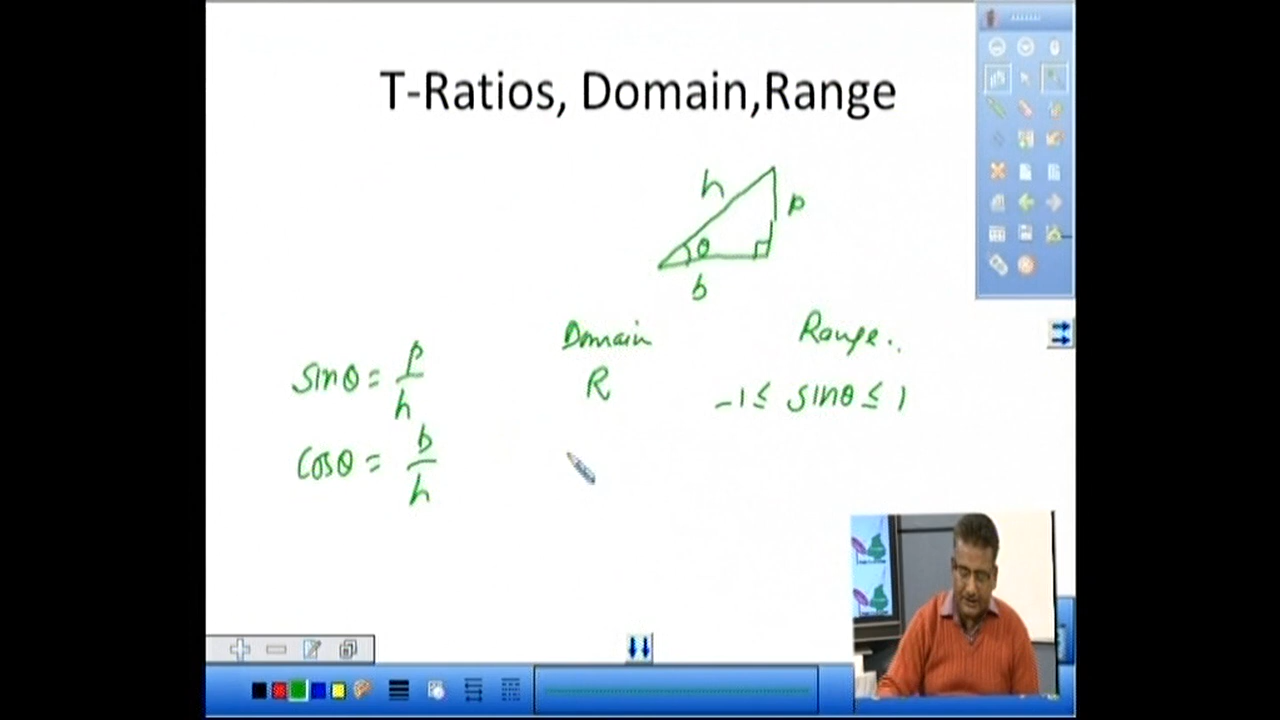 T-Ratios, Domain,Range
h
p
θ
b
Domain Range..
sinθ = p/h R -1 ≤ sinθ ≤ 1
cosθ = b/h